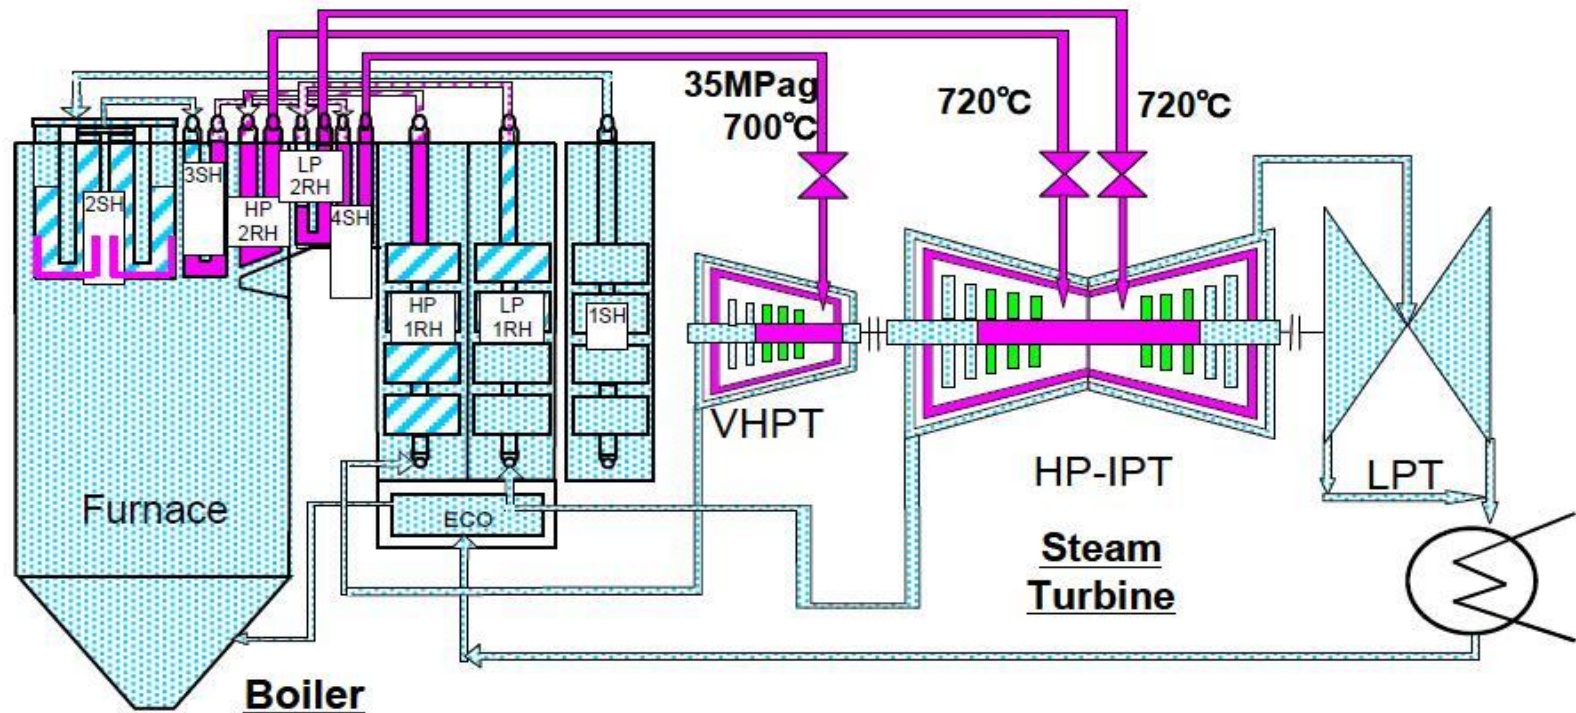 35MPag
700°C
720°C
720°C
3SH
LP
2RH
2SH
HP
2RH
4SH
HP
1RH
LP
1RH
1SH
VHPT
HP-IPT
LPT
Furnace
ECO
Steam
Turbine
Boiler